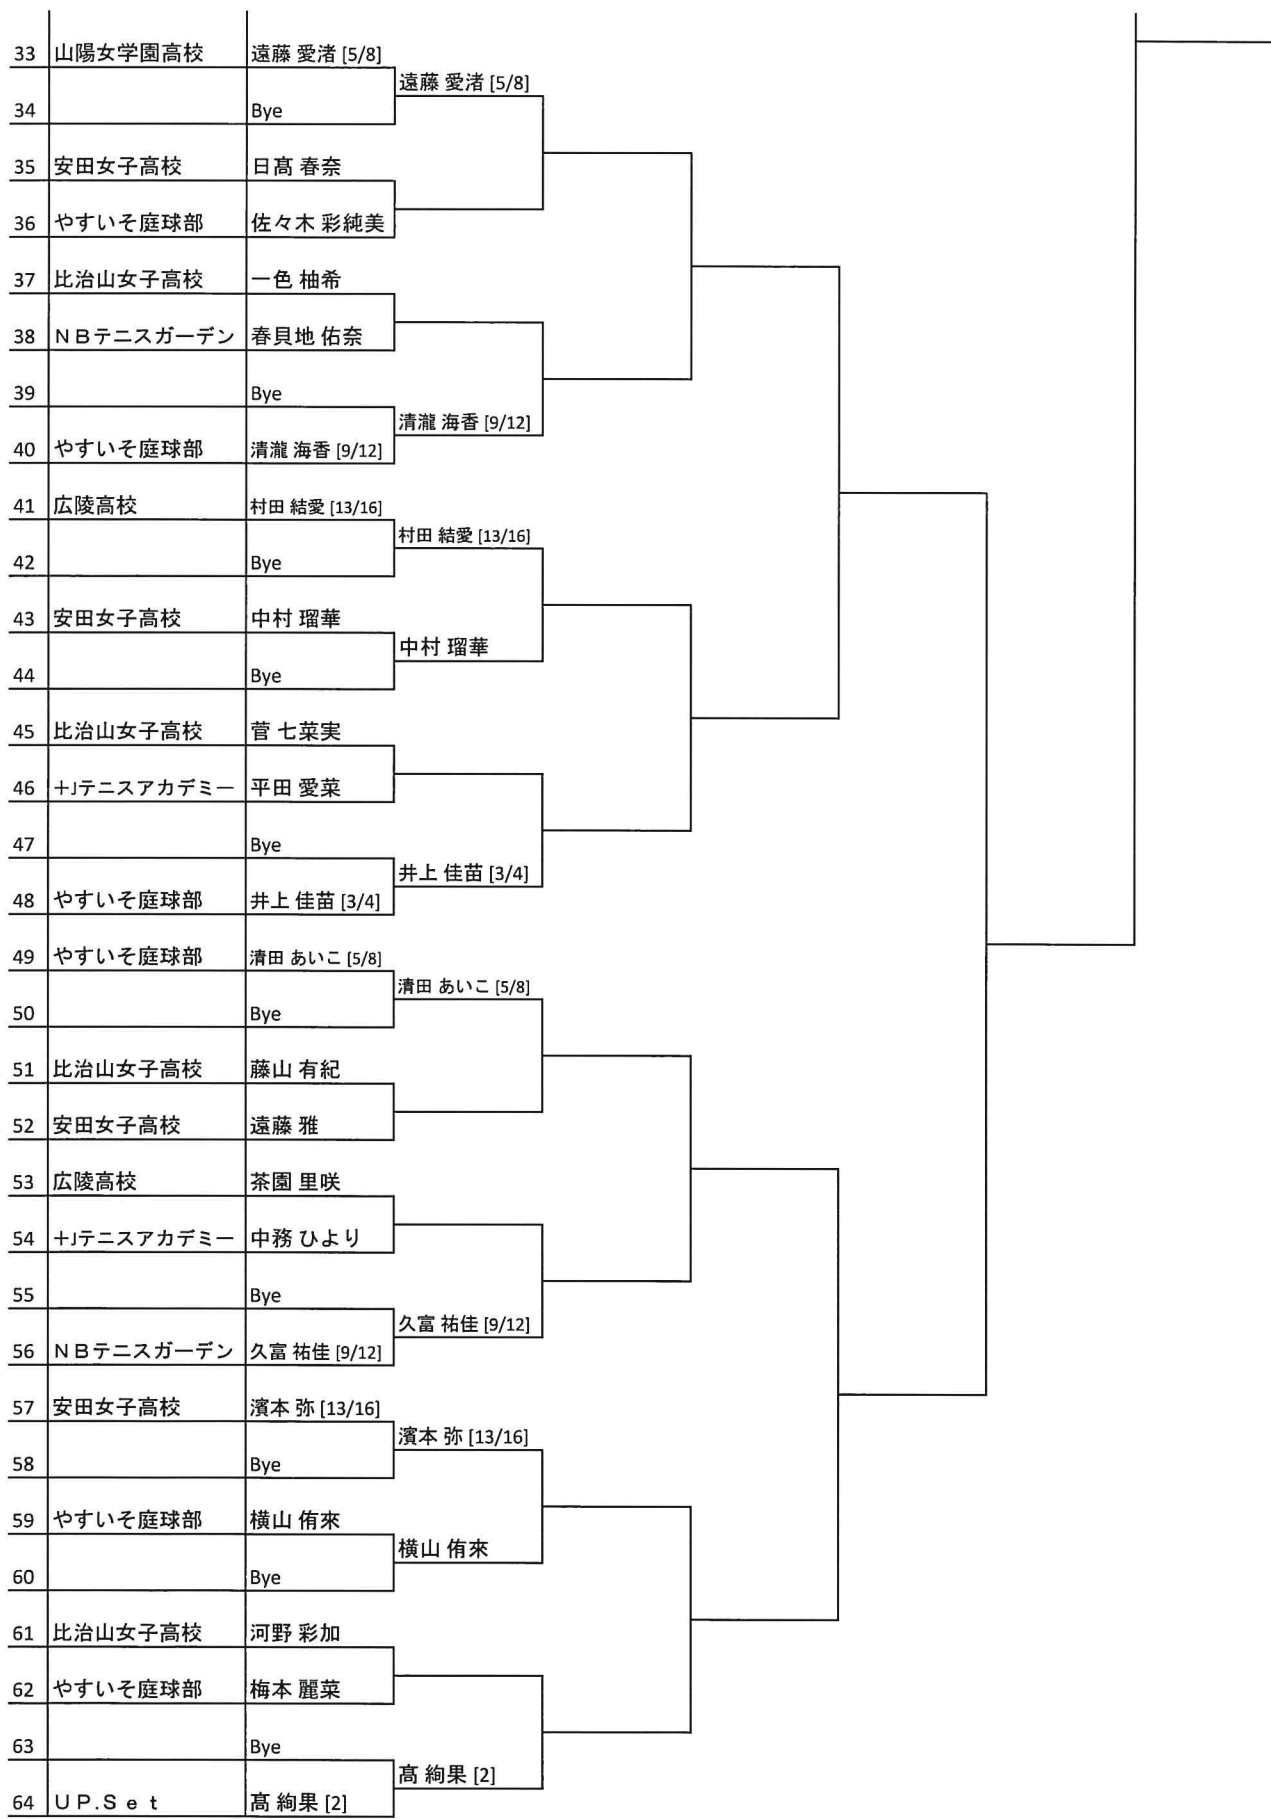 33 山陽女学園高校 遠藤 愛渚 [5/8]
遠藤 愛渚 [5/8]
34 Bye
35 安田女子高校 日髙 春奈
36 やすいそ庭球部 佐々木 彩純美
37 比治山女子高校 一色 柚希
38 ＮＢテニスガーデン 春貝地 佑奈
39 Bye
清瀧 海香 [9/12]
40 やすいそ庭球部 清瀧 海香 [9/12]
41 広陵高校 村田 結愛 [13/16]
村田 結愛 [13/16]
42 Bye
43 安田女子高校 中村 瑠華
中村 瑠華
44 Bye
45 比治山女子高校 菅 七菜実
46 +Jテニスアカデミー 平田 愛菜
47 Bye
井上 佳苗 [3/4]
48 やすいそ庭球部 井上 佳苗 [3/4]
49 やすいそ庭球部 清田 あいこ [5/8]
清田 あいこ [5/8]
50 Bye
51 比治山女子高校 藤山 有紀
52 安田女子高校 遠藤 雅
53 広陵高校 茶園 里咲
54 +Jテニスアカデミー 中務 ひより
55 Bye
久富 祐佳 [9/12]
56 ＮＢテニスガーデン 久富 祐佳 [9/12]
57 安田女子高校 濱本 弥 [13/16]
濱本 弥 [13/16]
58 Bye
59 やすいそ庭球部 横山 侑來
横山 侑來
60 Bye
61 比治山女子高校 河野 彩加
62 やすいそ庭球部 梅本 麗菜
63 Bye
髙 絢果 [2]
64 ＵＰ.Ｓｅｔ 髙 絢果 [2]